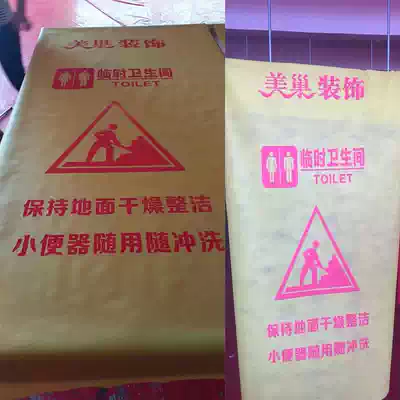 美巢装饰
临时卫生间
TOILET
保持地面干燥整洁
小便器随用随冲洗
美巢装饰
临时卫生间
TOILET
保持地面干燥整洁
小便器随用随冲洗